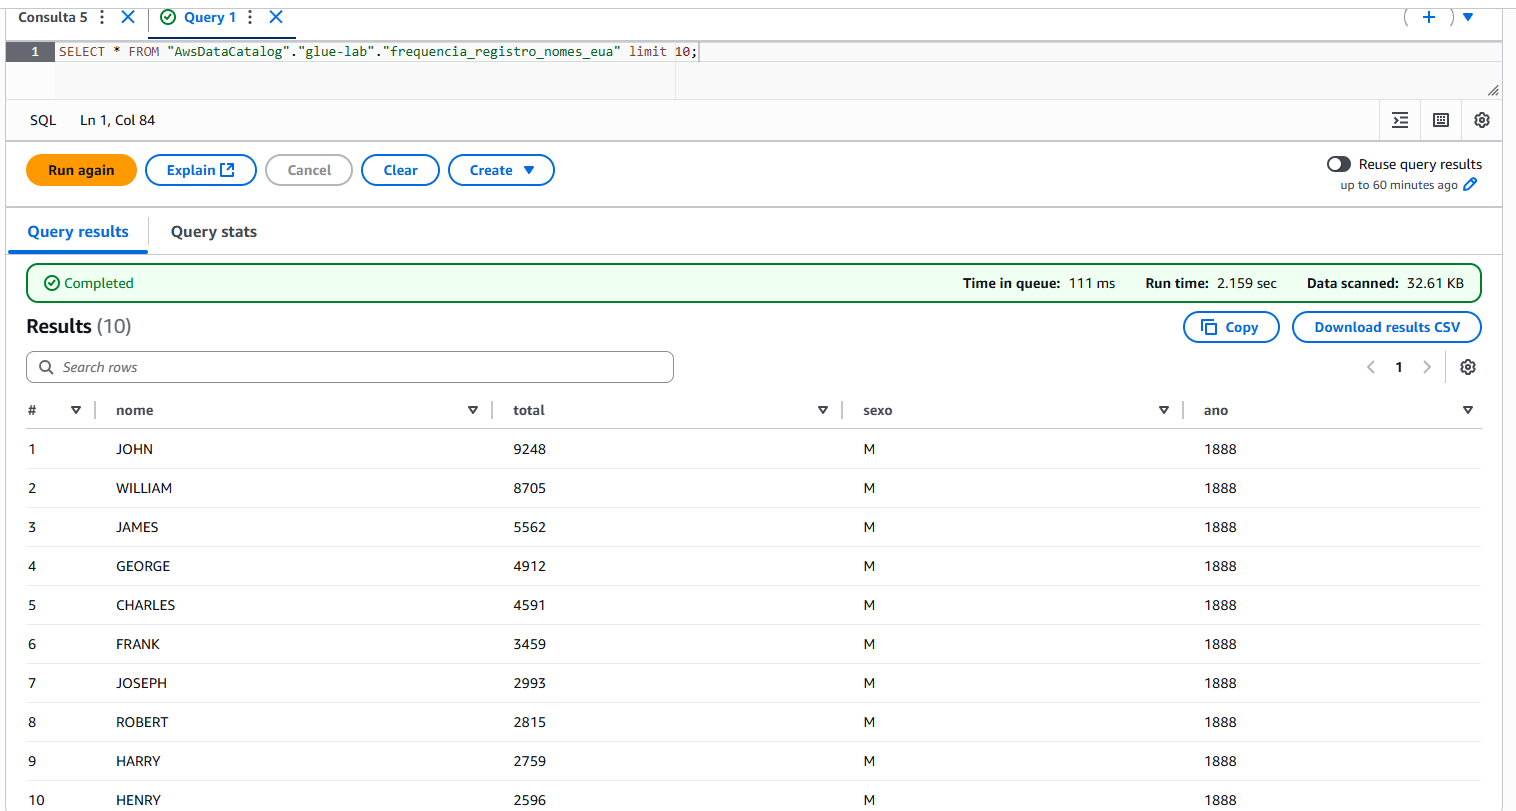 Consulta 5 Query 1
1 SELECT * FROM "AwsDataCatalog"."glue-lab"."frequencia_registro_nomes_eua" limit 10;
SQL Ln 1, Col 84
Run again Explain Cancel Clear Create Reuse query results
up to 60 minutes ago
Query results Query stats
Completed Time in queue: 111 ms Run time: 2.159 sec Data scanned: 32.61 KB
Results (10) Copy Download results CSV
Search rows 1
# nome total sexo ano
1 JOHN 9248 M 1888
2 WILLIAM 8705 M 1888
3 JAMES 5562 M 1888
4 GEORGE 4912 M 1888
5 CHARLES 4591 M 1888
6 FRANK 3459 M 1888
7 JOSEPH 2993 M 1888
8 ROBERT 2815 M 1888
9 HARRY 2759 M 1888
10 HENRY 2596 M 1888